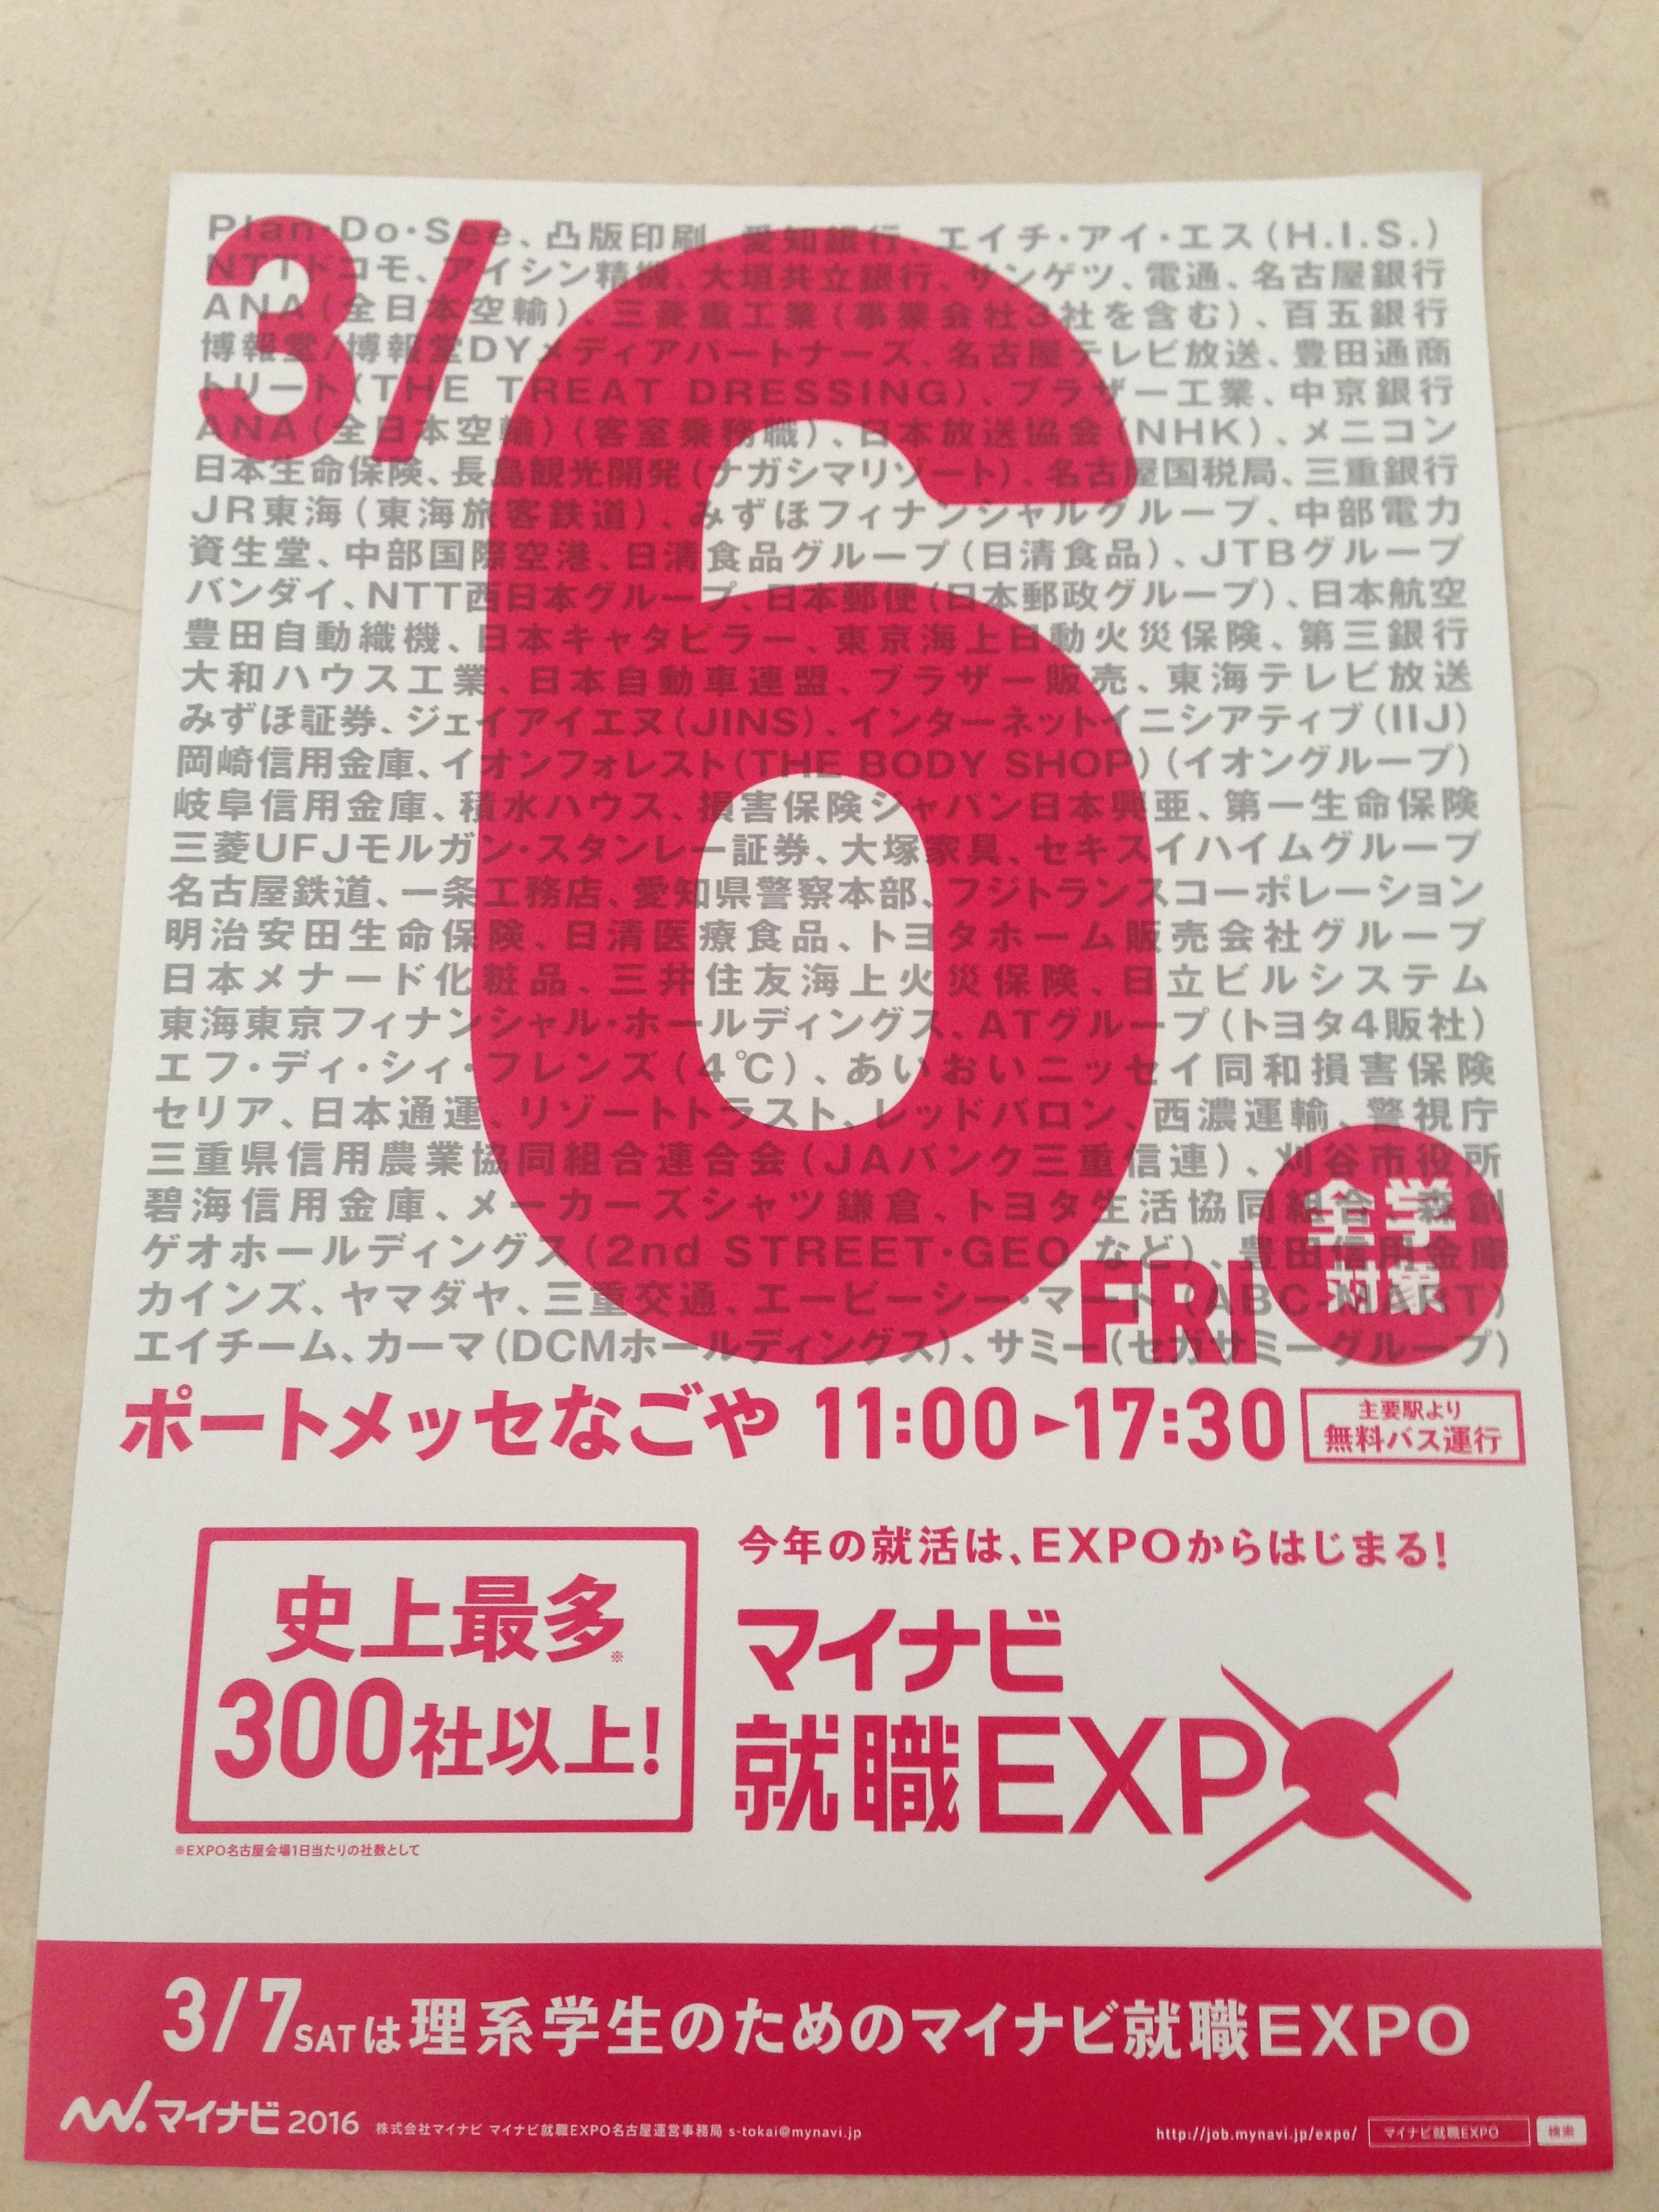 3/6
FRI
全学
対象
Plan・Do・See、凸版印刷、愛知銀行、エイチ・アイ・エス(H.I.S.)
NTTドコモ、アイシン精機、大垣共立銀行、サンゲツ、電通、名古屋銀行
ANA(全日本空輸)、三菱重工業(事業会社3社を含む)、百五銀行
博報堂/博報堂DYメディアパートナーズ、名古屋テレビ放送、豊田通商
トリート(THE TREAT DRESSING)、ブラザー工業、中京銀行
ANA(全日本空輸)(客室乗務職)、日本放送協会(NHK)、メニコン
日本生命保険、長島観光開発(ナガシマリゾート)、名古屋国税局、三重銀行
JR東海(東海旅客鉄道)、みずほフィナンシャルグループ、中部電力
資生堂、中部国際空港、日清食品グループ(日清食品)、JTBグループ
バンダイ、NTT西日本グループ、日本郵便(日本郵政グループ)、日本航空
豊田自動織機、日本キャタピラー、東京海上日動火災保険、第三銀行
大和ハウス工業、日本自動車連盟、ブラザー販売、東海テレビ放送
みずほ証券、ジェイアイエヌ(JINS)、インターネットイニシアティブ(IIJ)
岡崎信用金庫、イオンフォレスト(THE BODY SHOP)(イオングループ)
岐阜信用金庫、積水ハウス、損害保険ジャパン日本興亜、第一生命保険
三菱UFJモルガン・スタンレー証券、大塚家具、セキスイハイムグループ
名古屋鉄道、一条工務店、愛知県警察本部、フジトランスコーポレーション
明治安田生命保険、日清医療食品、トヨタホーム販売会社グループ
日本メナード化粧品、三井住友海上火災保険、日立ビルシステム
東海東京フィナンシャル・ホールディングス、ATグループ(トヨタ4販社)
エフ・ディ・シィ・フレンズ(4℃)、あいおいニッセイ同和損害保険
セリア、日本通運、リゾートトラスト、レッドバロン、西濃運輸、警視庁
三重県信用農業協同組合連合会(JAバンク三重信連)、刈谷市役所
碧海信用金庫、メーカーズシャツ鎌倉、トヨタ生活協同組合、森創
ゲオホールディングス(2nd STREET・GEO など)、豊田信用金庫
カインズ、ヤマダヤ、三重交通、エービーシー・マート(ABC-MART)
エイチーム、カーマ(DCMホールディングス)、サミー(セガサミーグループ)
ポートメッセなごや 11:00►17:30
主要駅より
無料バス運行
史上最多※
300社以上!
※EXPO名古屋会場1日当たりの社数として
今年の就活は、EXPOからはじまる!
マイナビ
就職EXPO
3/7SATは理系学生のためのマイナビ就職EXPO
マイナビ2016 株式会社マイナビ マイナビ就職EXPO名古屋運営事務局 s-tokai@mynavi.jp
http://job.mynavi.jp/expo/ マイナビ就職EXPO 検索